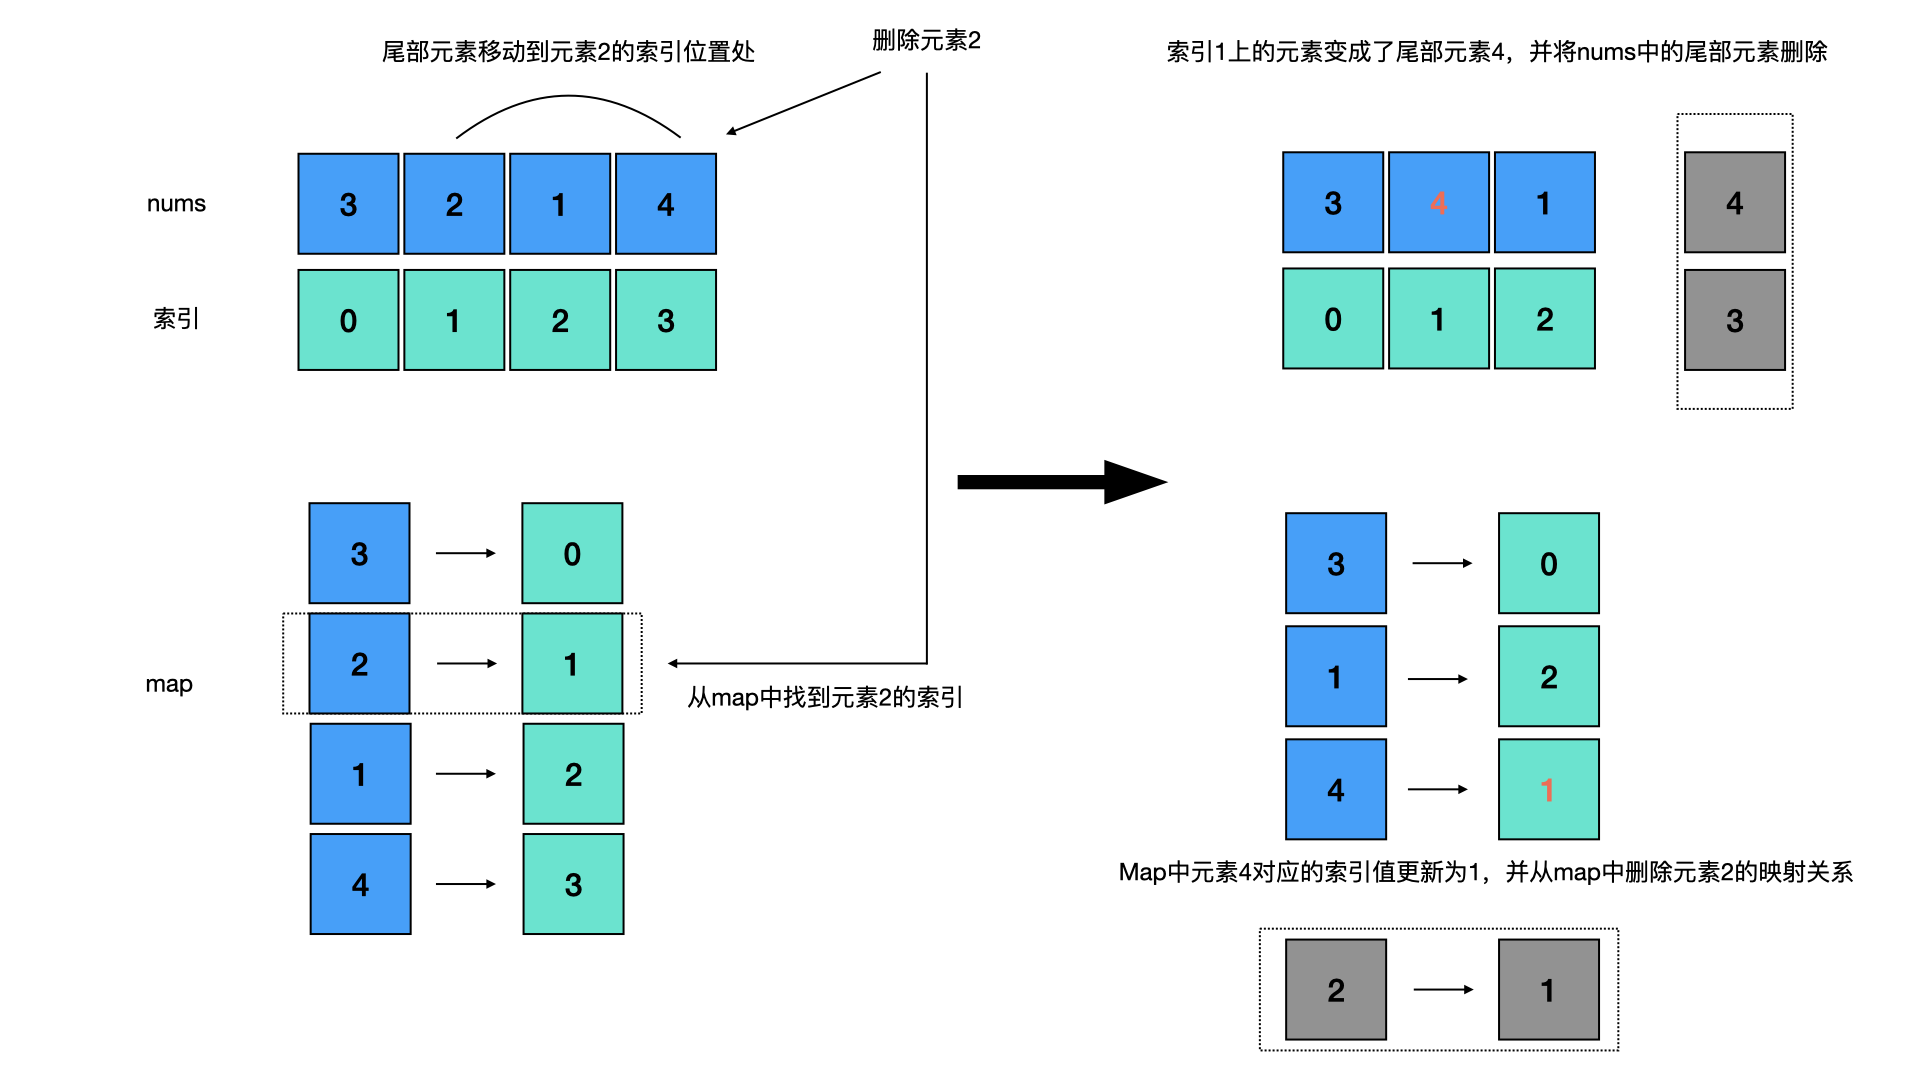 尾部元素移动到元素2的索引位置处
删除元素2
nums
3 2 1 4
索引
0 1 2 3
map
3 0
2 1
1 2
4 3
从map中找到元素2的索引
索引1上的元素变成了尾部元素4，并将nums中的尾部元素删除
3 4 1 4
0 1 2 3
3 0
1 2
4 1
Map中元素4对应的索引值更新为1，并从map中删除元素2的映射关系
2 1